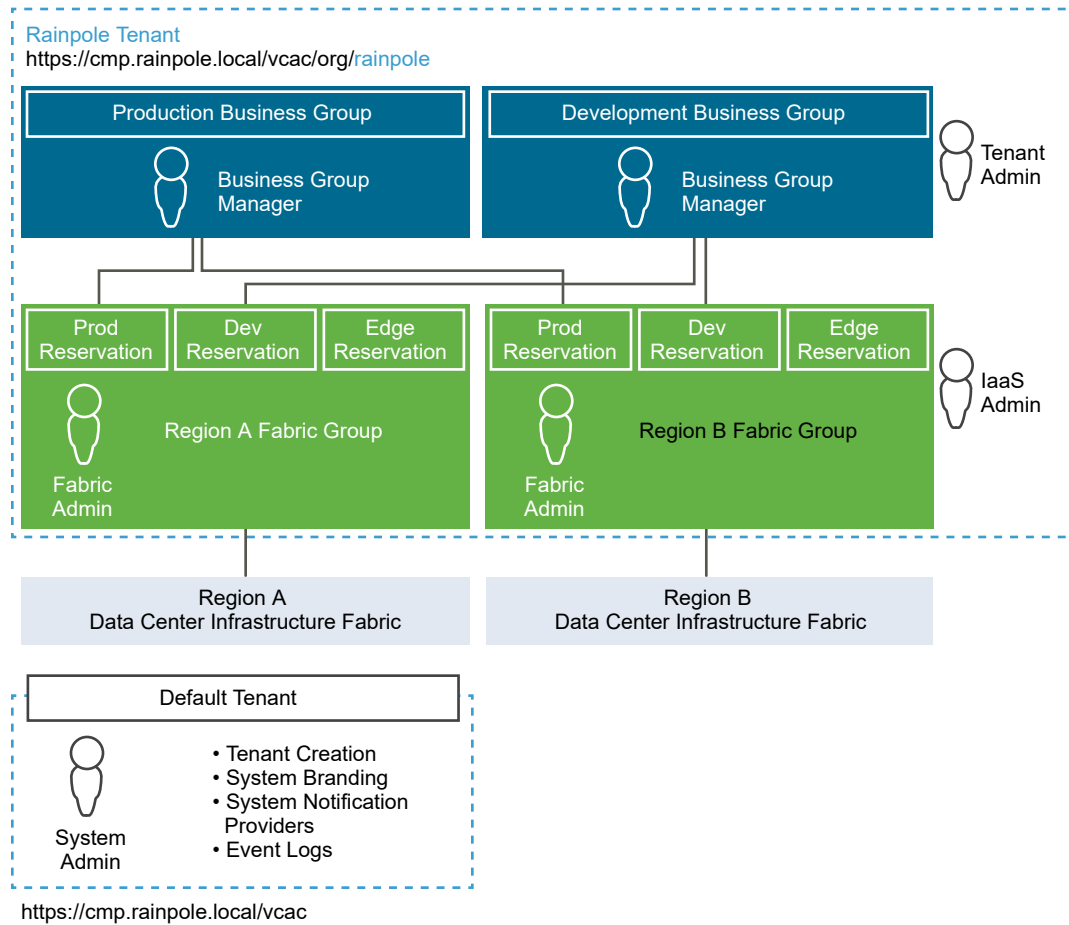 Rainpole Tenant
https://cmp.rainpole.local/vcac/org/rainpole
Production Business Group
Development Business Group
Business Group
Manager
Business Group
Manager
Tenant
Admin
Prod
Reservation
Dev
Reservation
Edge
Reservation
Prod
Reservation
Dev
Reservation
Edge
Reservation
IaaS
Admin
Region A Fabric Group
Region B Fabric Group
Fabric
Admin
Fabric
Admin
Region A
Data Center Infrastructure Fabric
Region B
Data Center Infrastructure Fabric
Default Tenant
• Tenant Creation
• System Branding
• System Notification
Providers
• Event Logs
System
Admin
https://cmp.rainpole.local/vcac